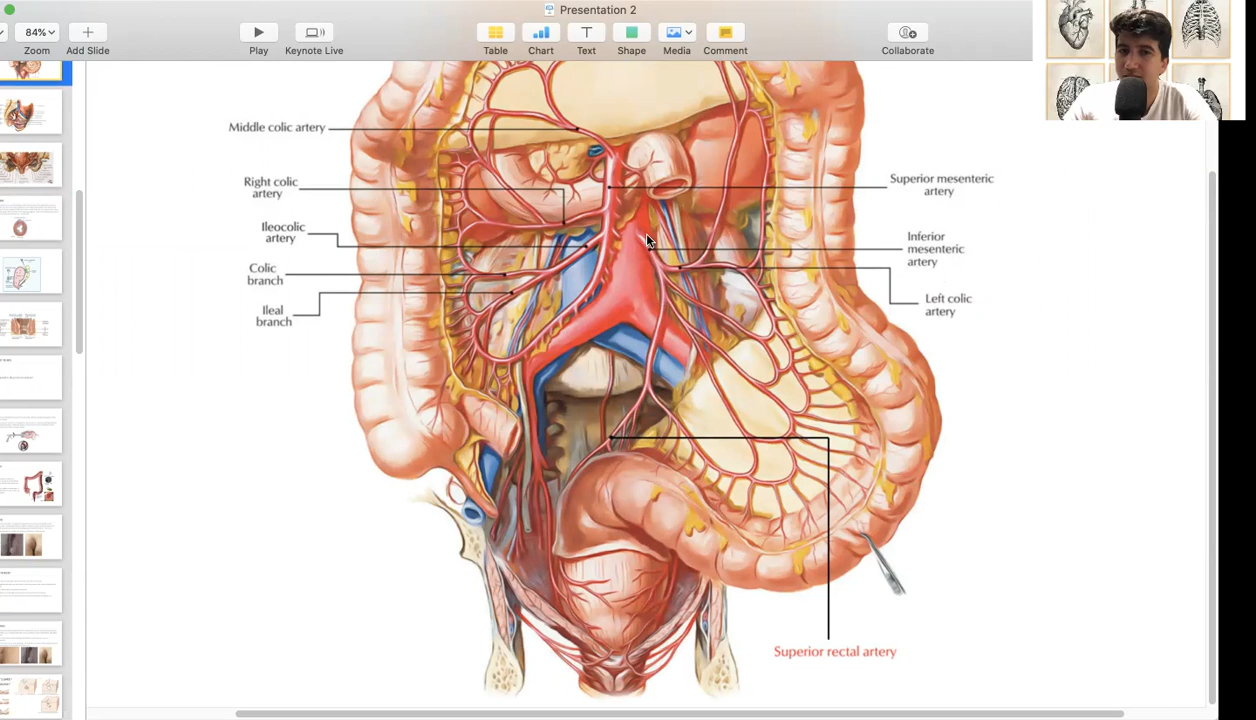 Presentation 2
84%
Zoom
Add Slide
Play
Keynote Live
Table
Chart
Text
Shape
Media
Comment
Collaborate
Middle colic artery
Right colic
artery
Ileocolic
artery
Colic
branch
Ileal
branch
Superior mesenteric
artery
Inferior
mesenteric
artery
Left colic
artery
Superior rectal artery